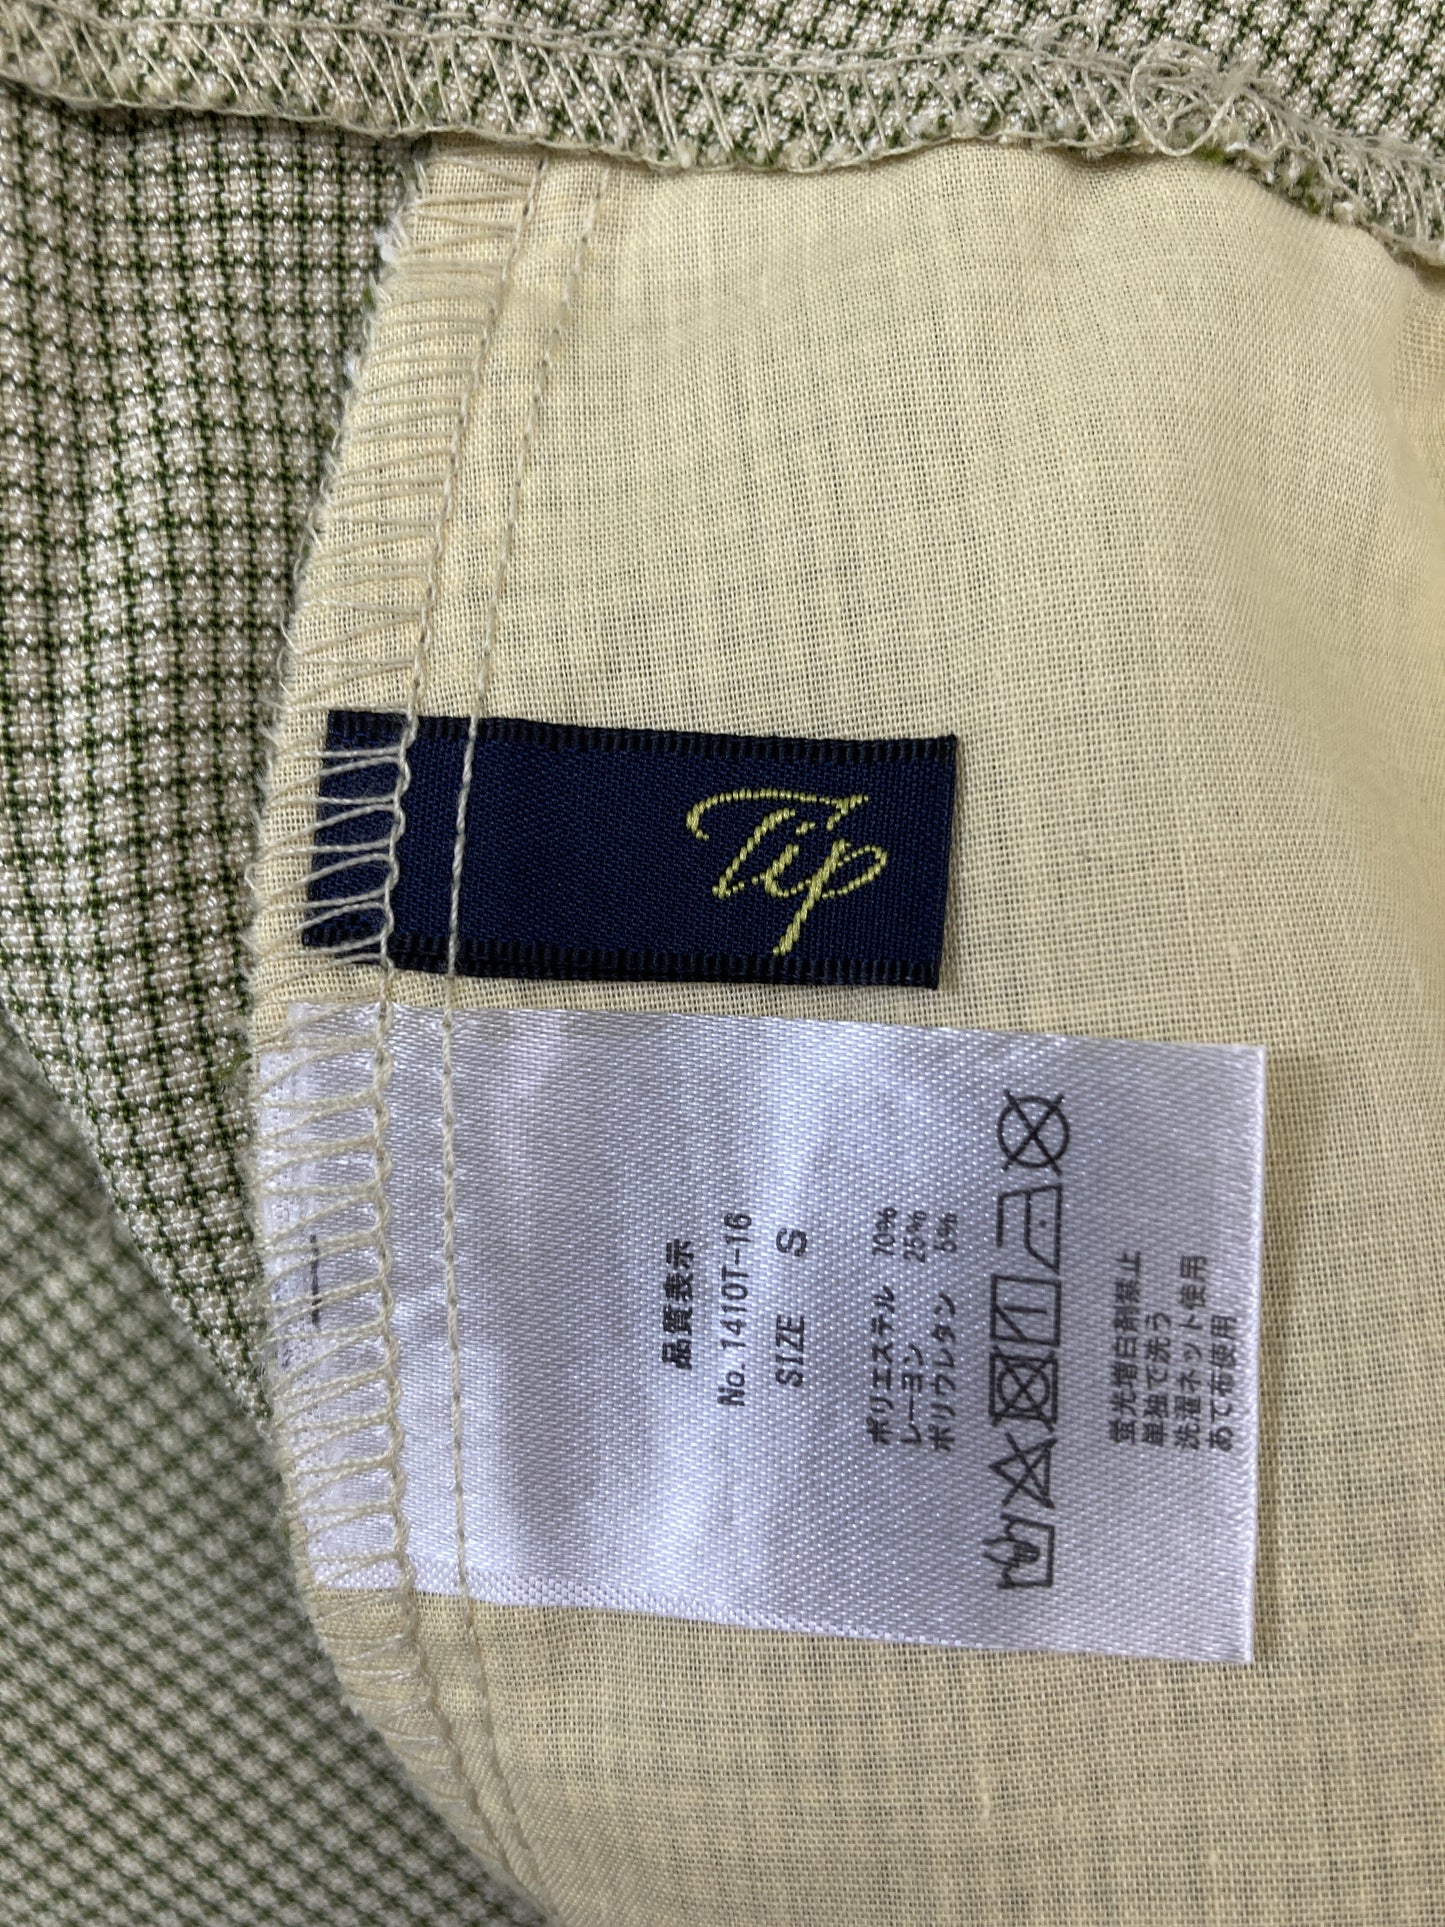 Tip
品質表示
No. 1410T-16
SIZE S
ポリエステル 70%
レーヨン 25%
ポリウレタン 5%
蛍光増白剤禁止
単独で洗う
洗濯ネット使用
あて布使用